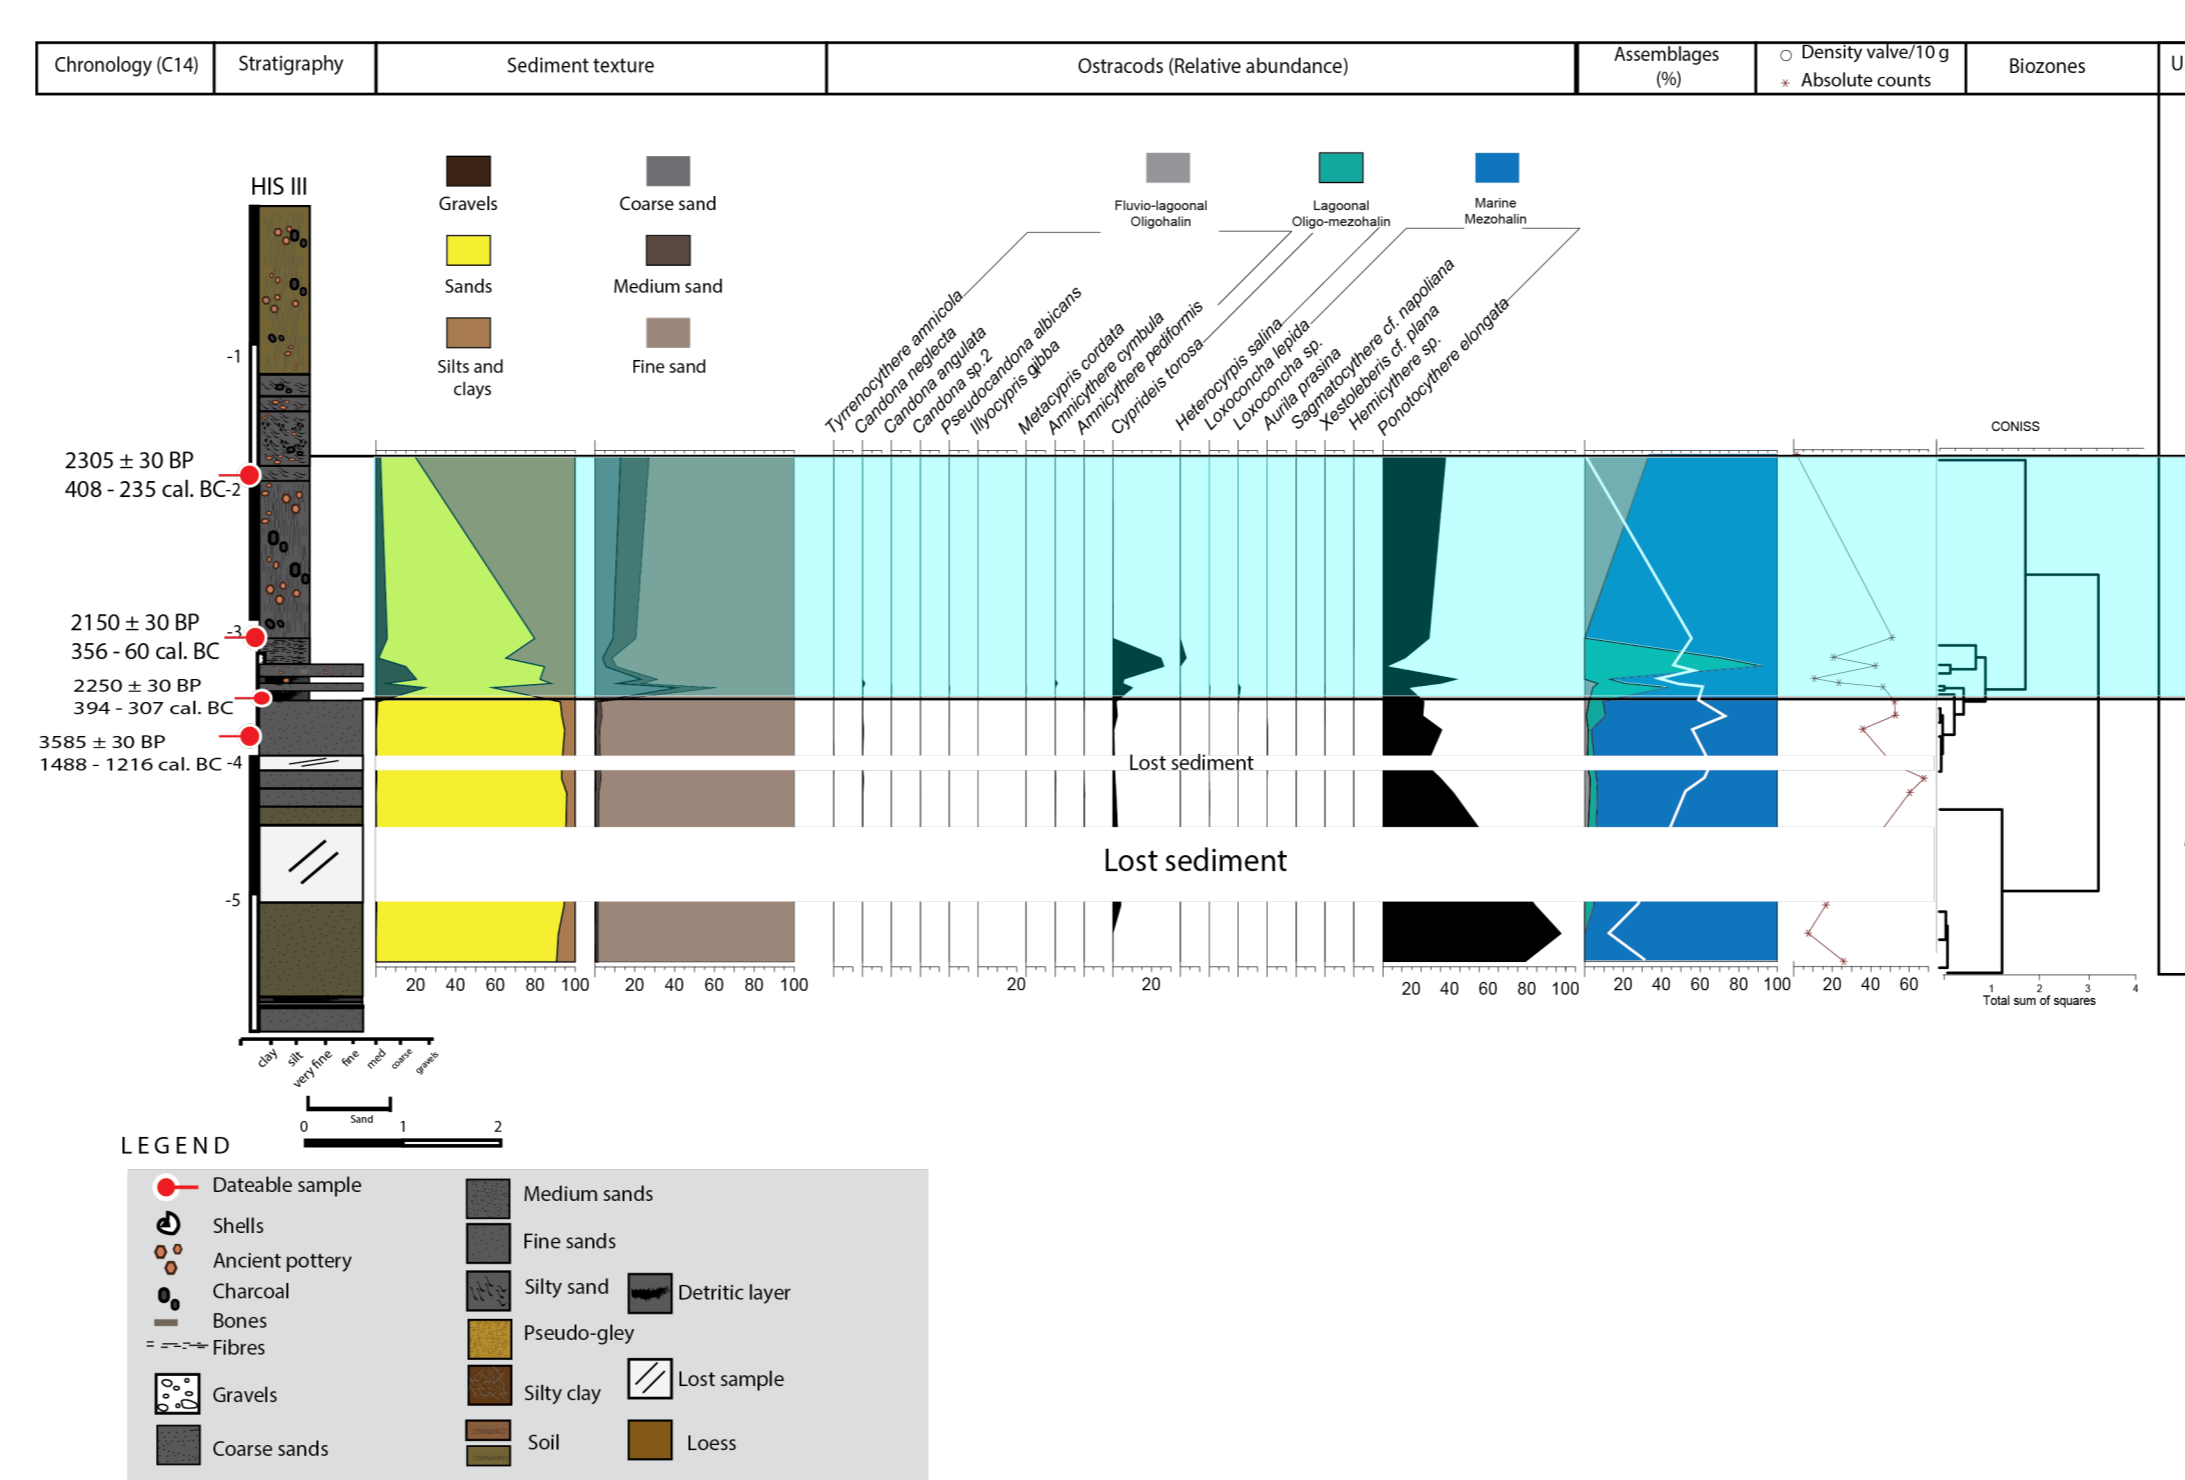 Chronology (C14)
Stratigraphy
Sediment texture
Ostracods (Relative abundance)
Assemblages
(%)
Density valve/10 g
Absolute counts
Biozones
U
HIS III
Gravels
Coarse sand
Sands
Medium sand
Silts and
clays
Fine sand
Fluvio-lagoonal
Oligohalin
Lagoonal
Oligo-mezohalin
Marine
Mezohalin
Tyrrenocythere amnicola
Candona neglecta
Candona angulata
Candona sp.2
Pseudocandona albicans
Illyocypris gibba
Metacypris cordata
Amnicythere cymbula
Amnicythere pediformis
Cyprideis torosa
Heterocyrpis salina
Loxoconcha lepida
Loxoconcha sp.
Aurila prasina
Sagmatocythere cf. napoliana
Xestoleberis cf. plana
Hemicythere sp.
Ponotocythere elongata
CONISS
-1
2305 ± 30 BP
408 - 235 cal. BC
-2
2150 ± 30 BP
-3
356 - 60 cal. BC
2250 ± 30 BP
394 - 307 cal. BC
3585 ± 30 BP
1488 - 1216 cal. BC
-4
Lost sediment
Lost sediment
-5
20 40 60 80 100
20 40 60 80 100
20
20
20 40 60 80 100
20 40 60 80 100
20 40 60
1 2 3 4
Total sum of squares
clay
silt
very fine
fine
med
coarse
gravels
Sand
0 1 2
LEGEND
Dateable sample
Shells
Ancient pottery
Charcoal
Bones
Fibres
Gravels
Coarse sands
Medium sands
Fine sands
Silty sand
Pseudo-gley
Silty clay
Soil
Detritic layer
Lost sample
Loess